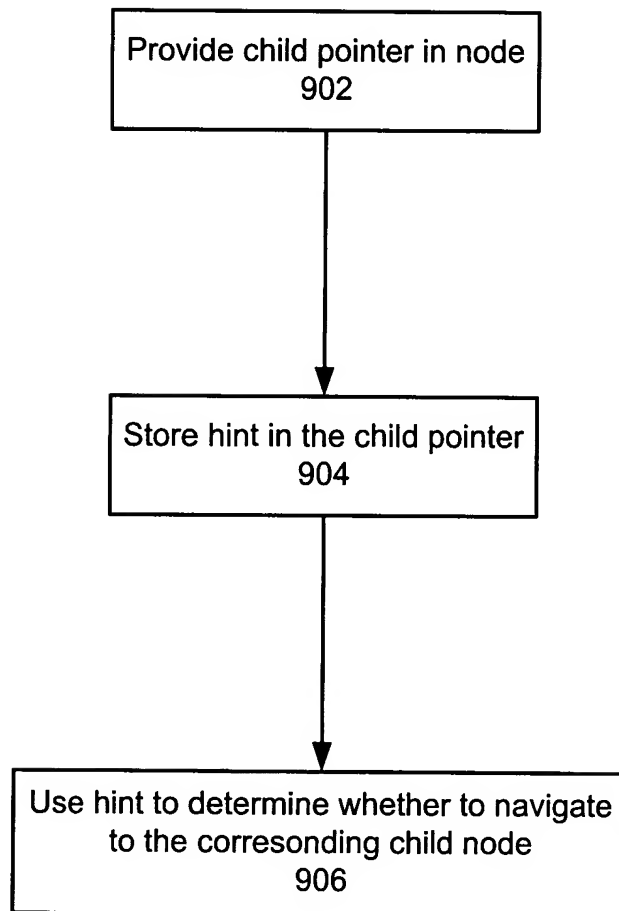 Provide child pointer in node
902
Store hint in the child pointer
904
Use hint to determine whether to navigate
to the corresonding child node
906